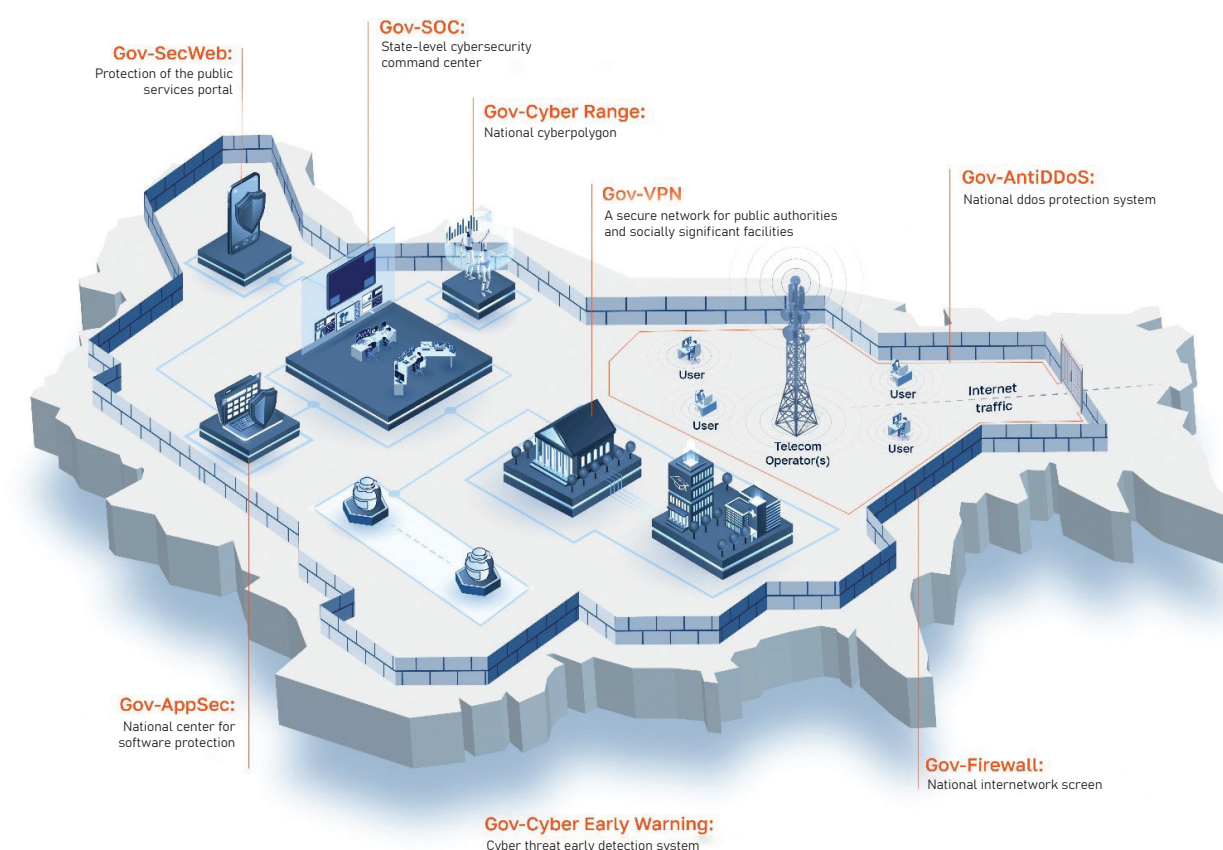 Gov-SOC:
State-level cybersecurity
command center
Gov-SecWeb:
Protection of the public
services portal
Gov-Cyber Range:
National cyberpolygon
Gov-VPN
A secure network for public authorities
and socially significant facilities
Gov-AntiDDoS:
National ddos protection system
User
User
User
User
Internet
traffic
Telecom
Operator(s)
Gov-AppSec:
National center for
software protection
Gov-Firewall:
National internetwork screen
Gov-Cyber Early Warning:
Cyber threat early detection system